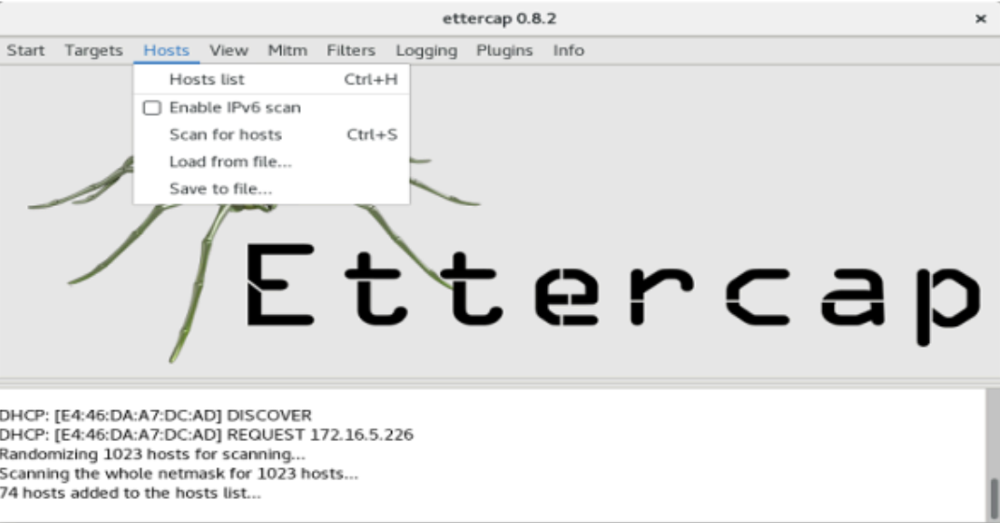 ettercap 0.8.2 ×
Start Targets Hosts View Mitm Filters Logging Plugins Info
Hosts list Ctrl+H
Enable IPv6 scan
Scan for hosts Ctrl+S
Load from file...
Save to file...
Ettercap
DHCP: [E4:46:DA:A7:DC:AD] DISCOVER
DHCP: [E4:46:DA:A7:DC:AD] REQUEST 172.16.5.226
Randomizing 1023 hosts for scanning...
Scanning the whole netmask for 1023 hosts...
74 hosts added to the hosts list...